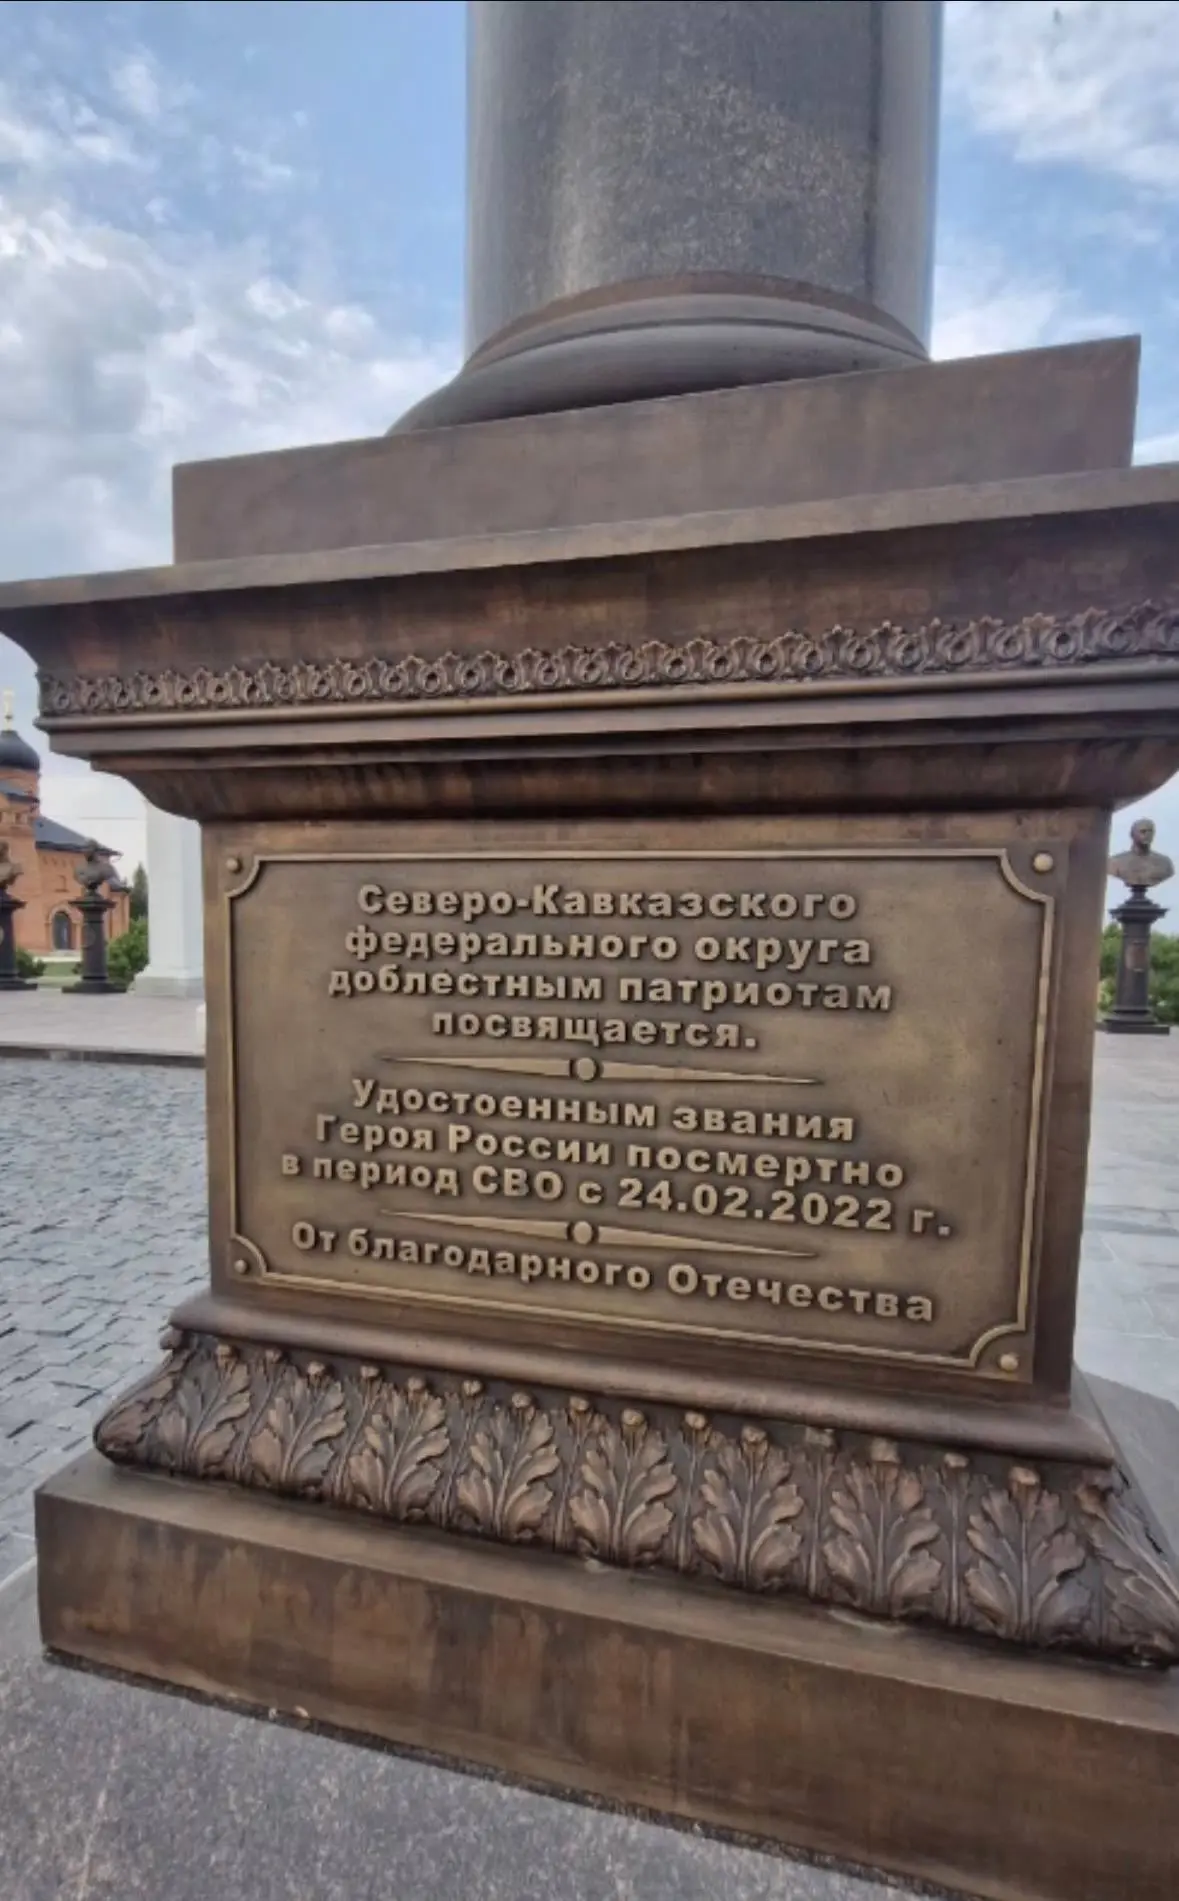 Северо-Кавказского
федерального округа
доблестным патриотам
посвящается.
Удостоенным звания
Героя России посмертно
в период СВО с 24.02.2022 г.
От благодарного Отечества